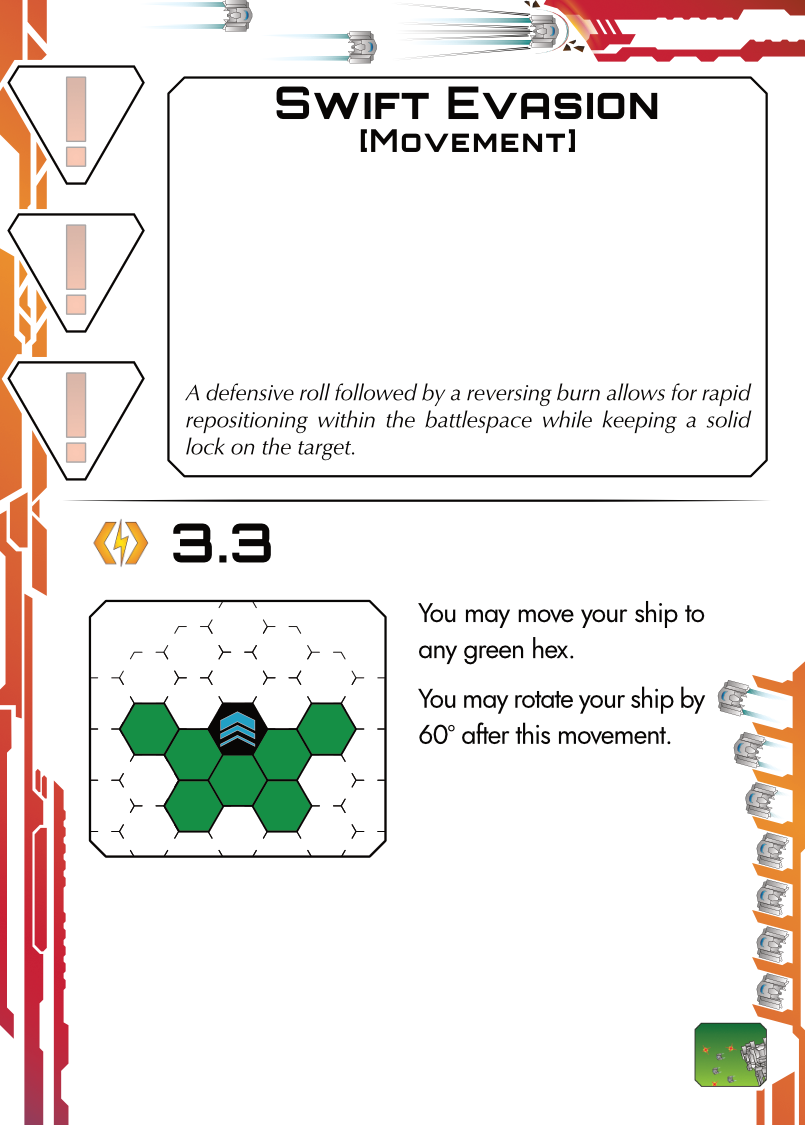 Swift Evasion
[Movement]
A defensive roll followed by a reversing burn allows for rapid
repositioning within the battlespace while keeping a solid
lock on the target.
3.3
You may move your ship to
any green hex.
You may rotate your ship by
60° after this movement.